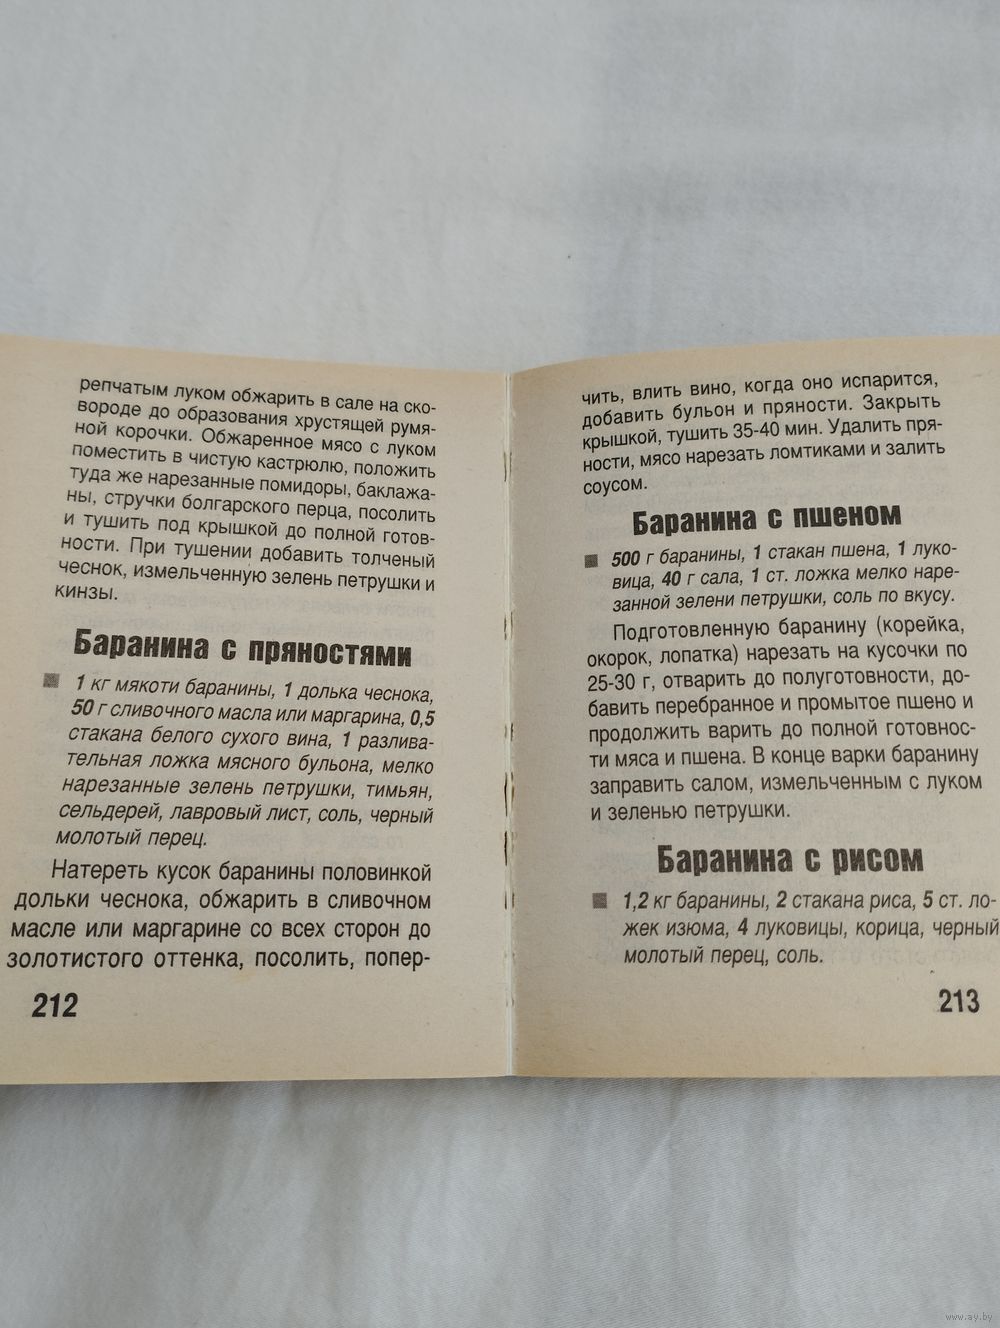 репчатым луком обжарить в сале на ско-
вороде до образования хрустящей румя-
ной корочки. Обжаренное мясо с луком
поместить в чистую кастрюлю, положить
туда же нарезанные помидоры, баклажа-
ны, стручки болгарского перца, посолить
и тушить под крышкой до полной готов-
ности. При тушении добавить толченый
чеснок, измельченную зелень петрушки и
кинзы.
Баранина с пряностями
1 кг мякоти баранины, 1 долька чеснока,
50 г сливочного масла или маргарина, 0,5
стакана белого сухого вина, 1 разлива-
тельная ложка мясного бульона, мелко
нарезанные зелень петрушки, тимьян,
сельдерей, лавровый лист, соль, черный
молотый перец.
Натереть кусок баранины половинкой
дольки чеснока, обжарить в сливочном
масле или маргарине со всех сторон до
золотистого оттенка, посолить, попер-
212
чить, влить вино, когда оно испарится,
добавить бульон и пряности. Закрыть
крышкой, тушить 35-40 мин. Удалить пря-
ности, мясо нарезать ломтиками и залить
соусом.
Баранина с пшеном
500 г баранины, 1 стакан пшена, 1 луко-
вица, 40 г сала, 1 ст. ложка мелко наре-
занной зелени петрушки, соль по вкусу.
Подготовленную баранину (корейка,
окорок, лопатка) нарезать на кусочки по
25-30 г, отварить до полуготовности, до-
бавить перебранное и промытое пшено и
продолжить варить до полной готовнос-
ти мяса и пшена. В конце варки баранину
заправить салом, измельченным с луком
и зеленью петрушки.
Баранина с рисом
1,2 кг баранины, 2 стакана риса, 5 ст. ло-
жек изюма, 4 луковицы, корица, черный
молотый перец, соль.
213
www.ay.by